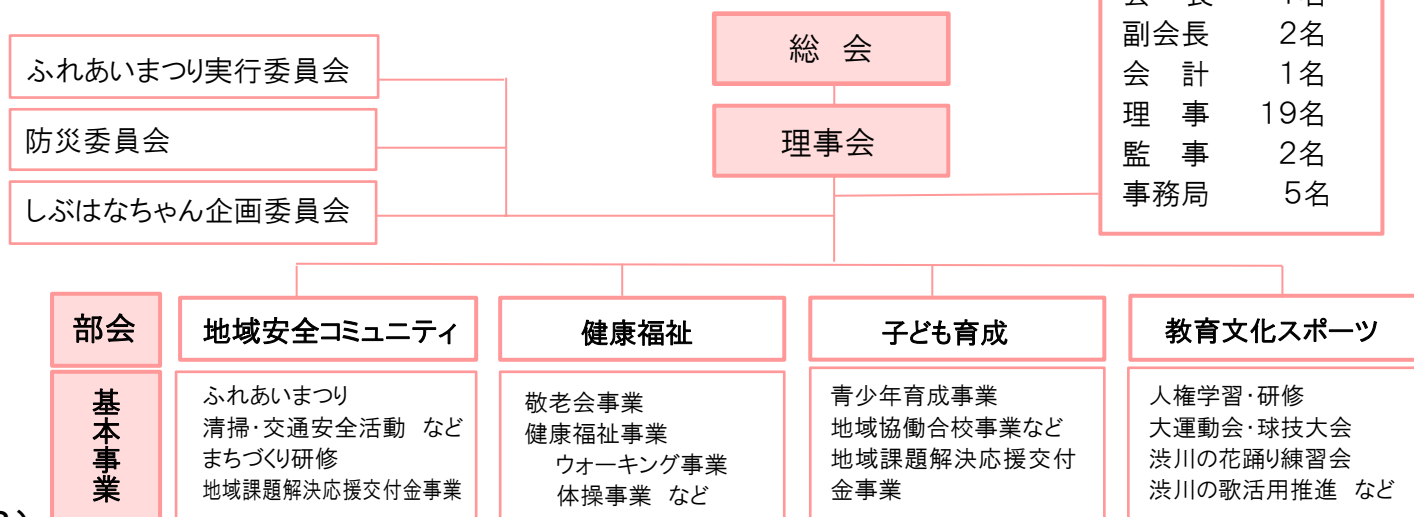 総 会
理事会
ふれあいまつり実行委員会
防災委員会
しぶはなちゃん企画委員会
副会長 2名
会 計 1名
理 事 19名
監 事 2名
事務局 5名
部会
地域安全コミュニティ
健康福祉
子ども育成
教育文化スポーツ
基本事業
ふれあいまつり
清掃・交通安全活動 など
まちづくり研修
地域課題解決応援交付金事業
敬老会事業
健康福祉事業
ウォーキング事業
体操事業 など
青少年育成事業
地域協働合校事業など
地域課題解決応援交付
金事業
人権学習・研修
大運動会・球技大会
渋川の花踊り練習会
渋川の歌活用推進 など